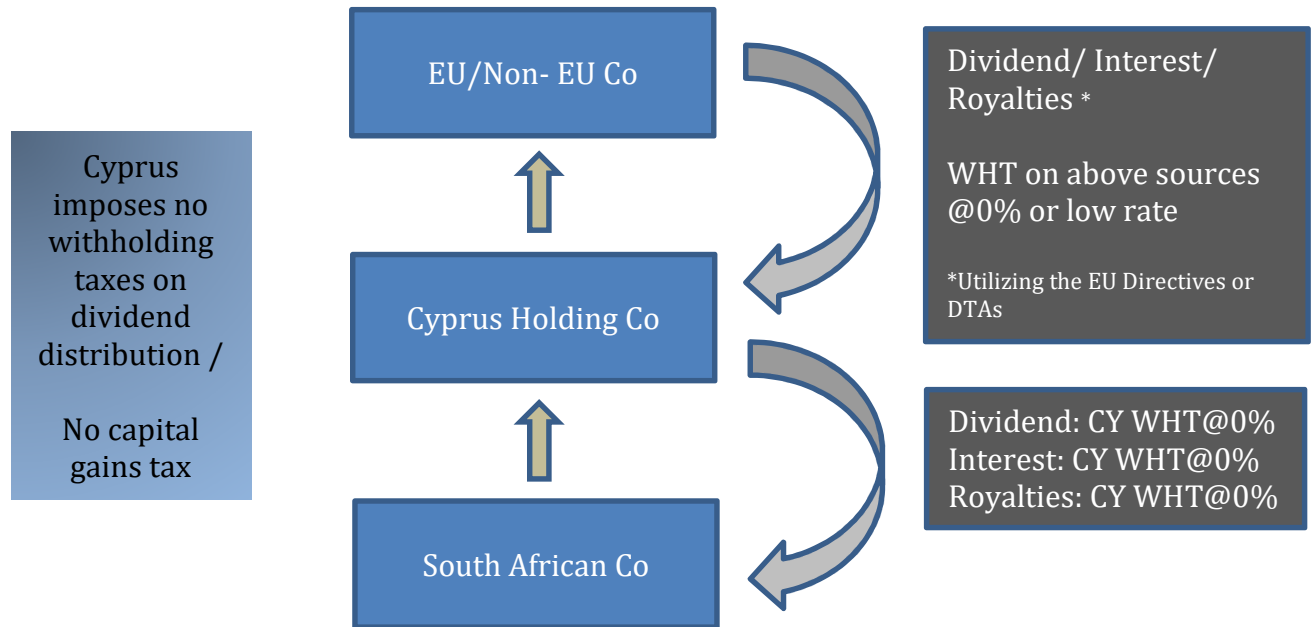 Cyprus
imposes no
withholding
taxes on
dividend
distribution /
No capital
gains tax
EU/Non- EU Co
Cyprus Holding Co
South African Co
Dividend/ Interest/
Royalties *
WHT on above sources
@0% or low rate
*Utilizing the EU Directives or
DTAs
Dividend: CY WHT@0%
Interest: CY WHT@0%
Royalties: CY WHT@0%